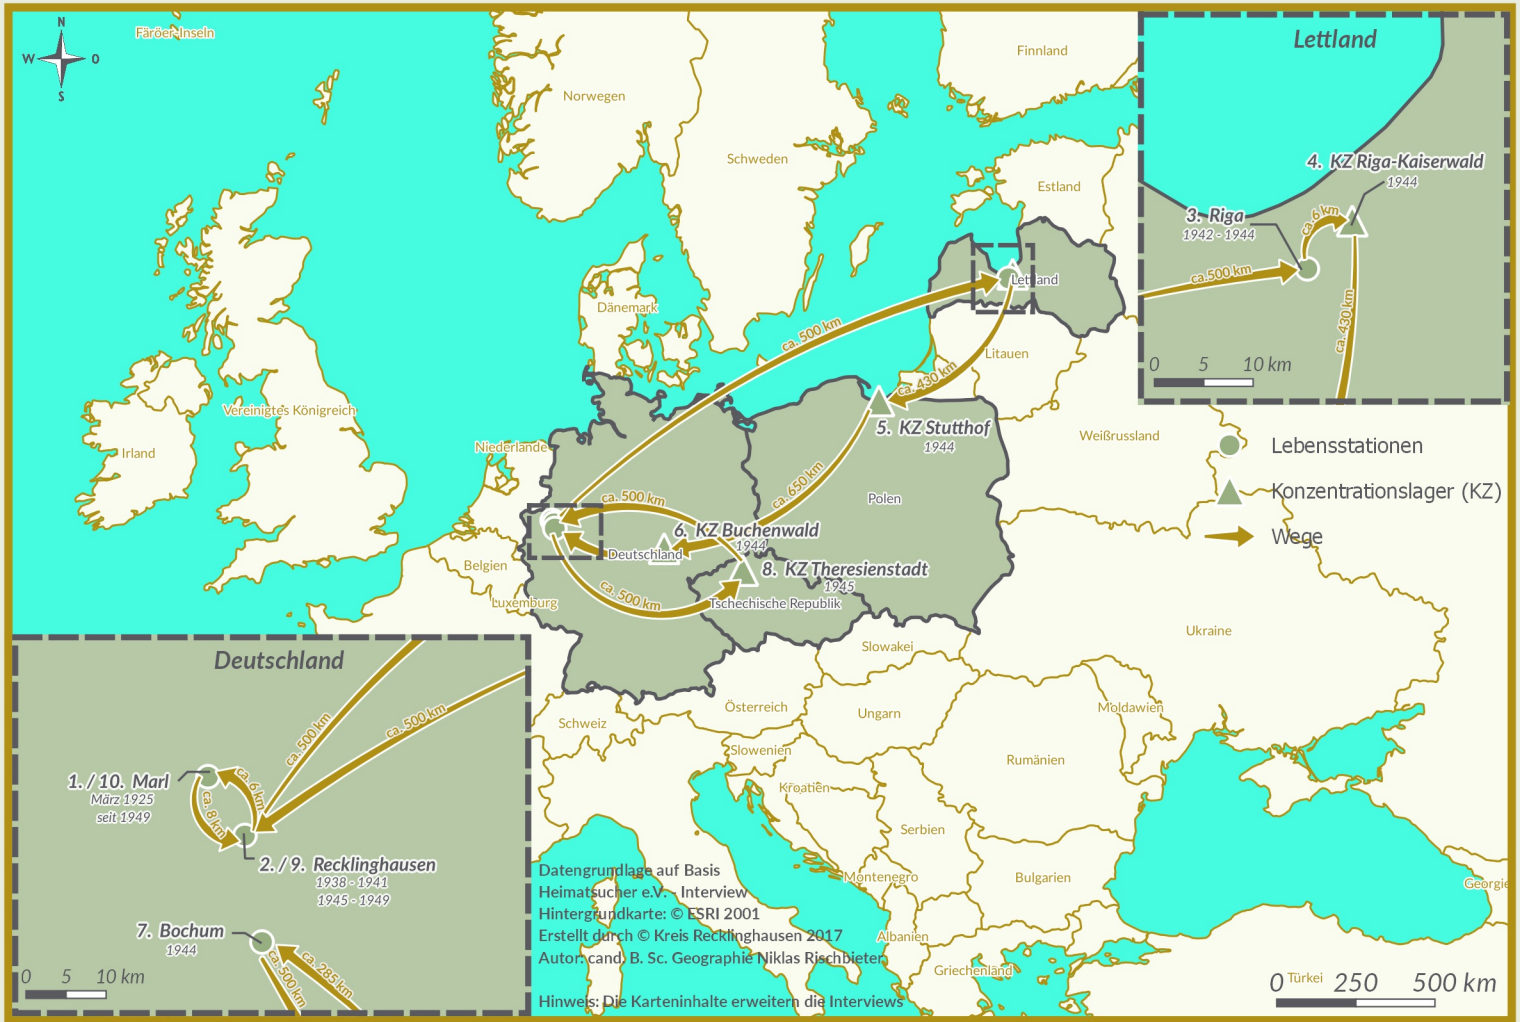 N
W
O
S
Färöer-Inseln
Norwegen
Finnland
Schweden
Estland
Dänemark
Lettland
Litauen
Vereinigtes Königreich
Irland
Niederlande
Weißrussland
Polen
Deutschland
Belgien
Luxemburg
Tschechische Republik
Ukraine
Slowakei
Österreich
Ungarn
Moldawien
Schweiz
Slowenien
Rumänien
Kroatien
Serbien
Montenegro
Bulgarien
Georgie
Albanien
Griechenland
Türkei
ca. 500 km
ca. 430 km
5. KZ Stutthof
1944
ca. 650 km
ca. 500 km
6. KZ Buchenwald
1944
8. KZ Theresienstadt
1945
ca. 500 km
Lettland
4. KZ Riga-Kaiserwald
1944
3. Riga
1942 - 1944
ca.6 km
ca.500 km
ca. 430 km
0 5 10 km
Lebensstationen
Konzentrationslager (KZ)
Wege
Deutschland
ca. 500 km
ca. 500 km
1. / 10. Marl
März 1925
seit 1949
ca. 6 km
ca. 8 km
2. / 9. Recklinghausen
1938 - 1941
1945 - 1949
7. Bochum
1944
ca. 500 km
ca. 285 km
0 5 10 km
Datengrundlage auf Basis
Heimatsucher e.V. - Interview
Hintergrundkarte: © ESRI 2001
Erstellt durch © Kreis Recklinghausen 2017
Autor: cand. B. Sc. Geographie Niklas Rischbieter
Hinweis: Die Karteninhalte erweitern die Interviews
0 250 500 km